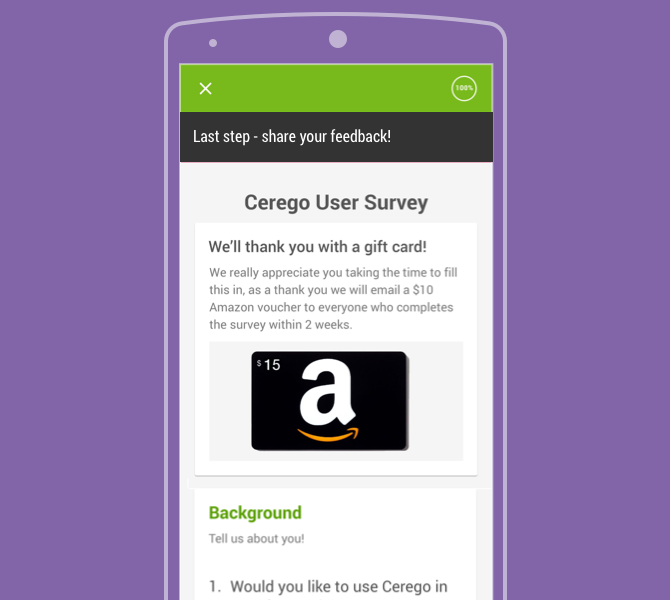 100%
Last step - share your feedback!
Cerego User Survey
We'll thank you with a gift card!
We really appreciate you taking the time to fill
this in, as a thank you we will email a $10
Amazon voucher to everyone who completes
the survey within 2 weeks.
$15
a
Background
Tell us about you!
1. Would you like to use Cerego in